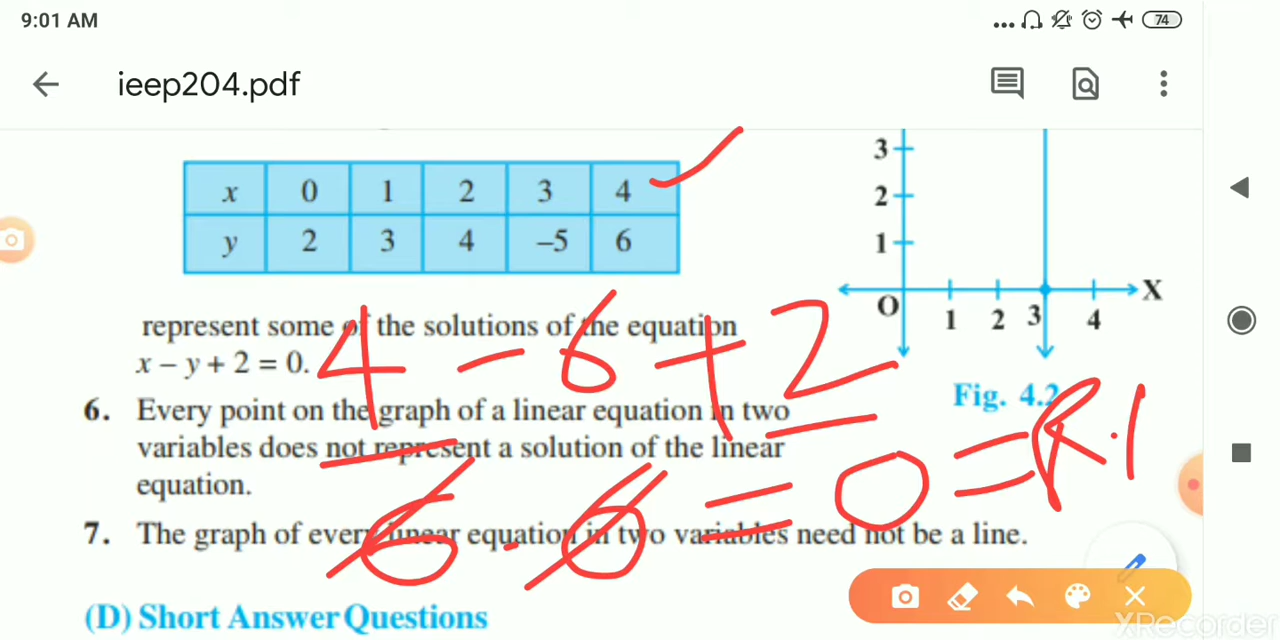 9:01 AM
74
ieep204.pdf
x 0 1 2 3 4
y 2 3 4 –5 6
3
2
1
O 1 2 3 4 X
Fig. 4.2
represent some of the solutions of the equation
x – y + 2 = 0.
4 – 6 + 2
6. Every point on the graph of a linear equation in two
variables does not represent a solution of the linear
equation.
6 - 6 = 0 = R.1
7. The graph of every linear equation in two variables need not be a line.
(D) Short Answer Questions
XRecorder